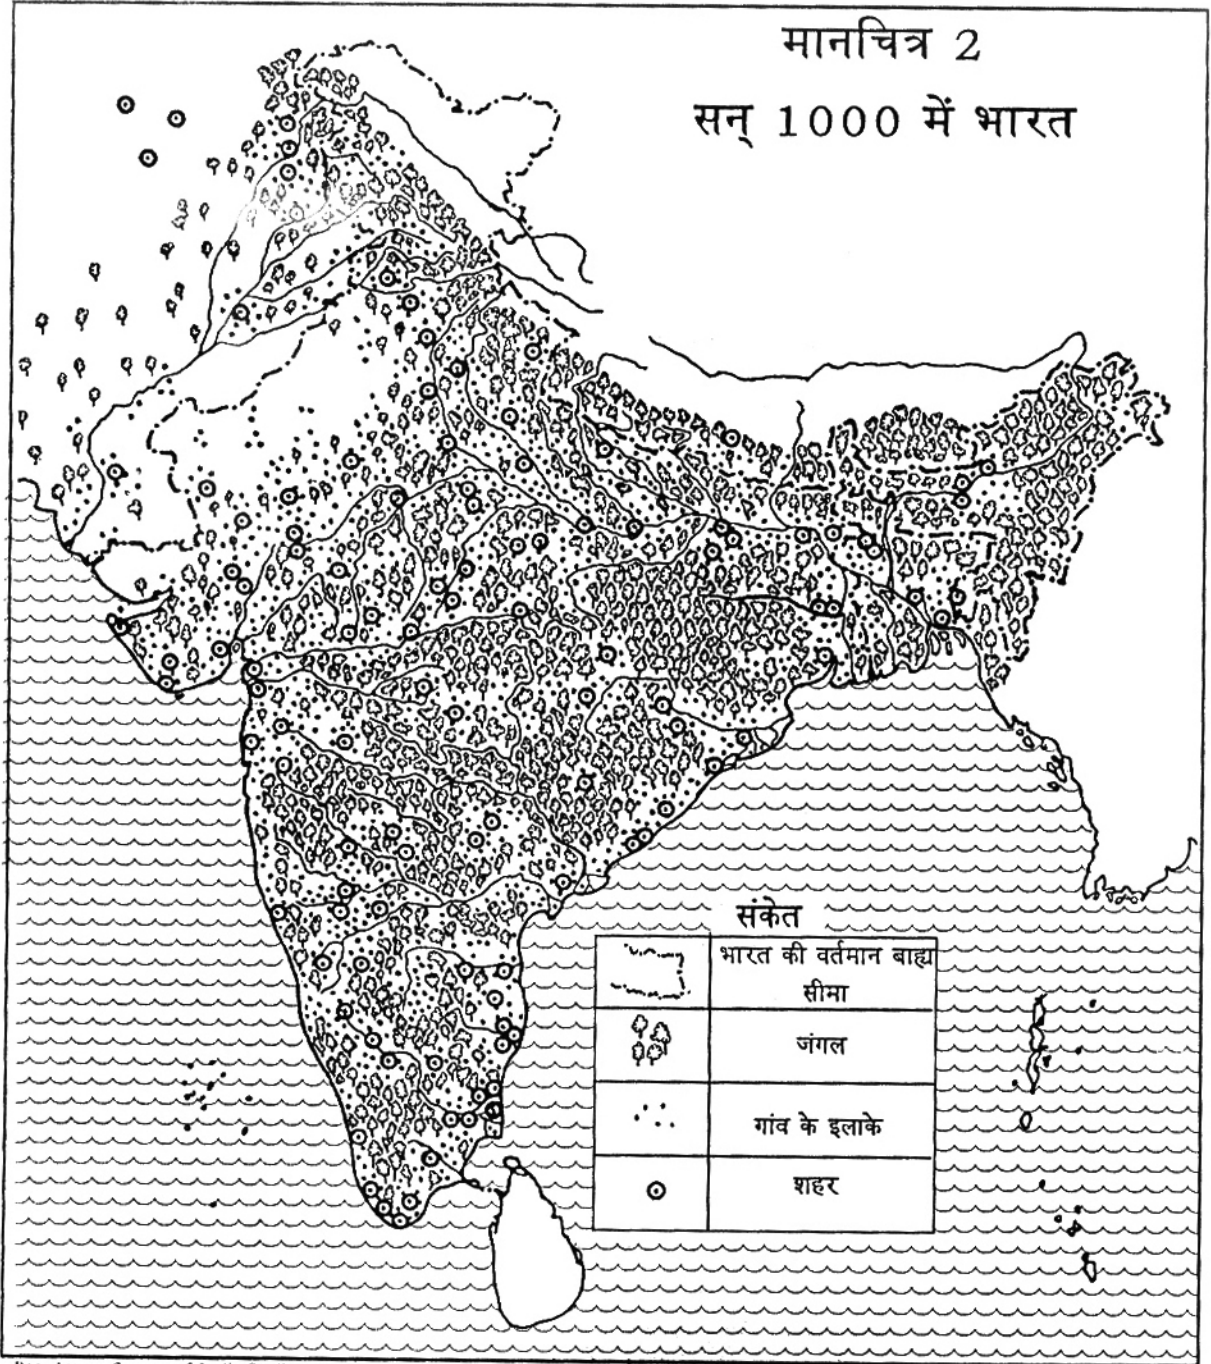 मानचित्र 2
सन् 1000 में भारत
संकेत
भारत की वर्तमान बाह्य
सीमा
जंगल
गांव के इलाके
शहर